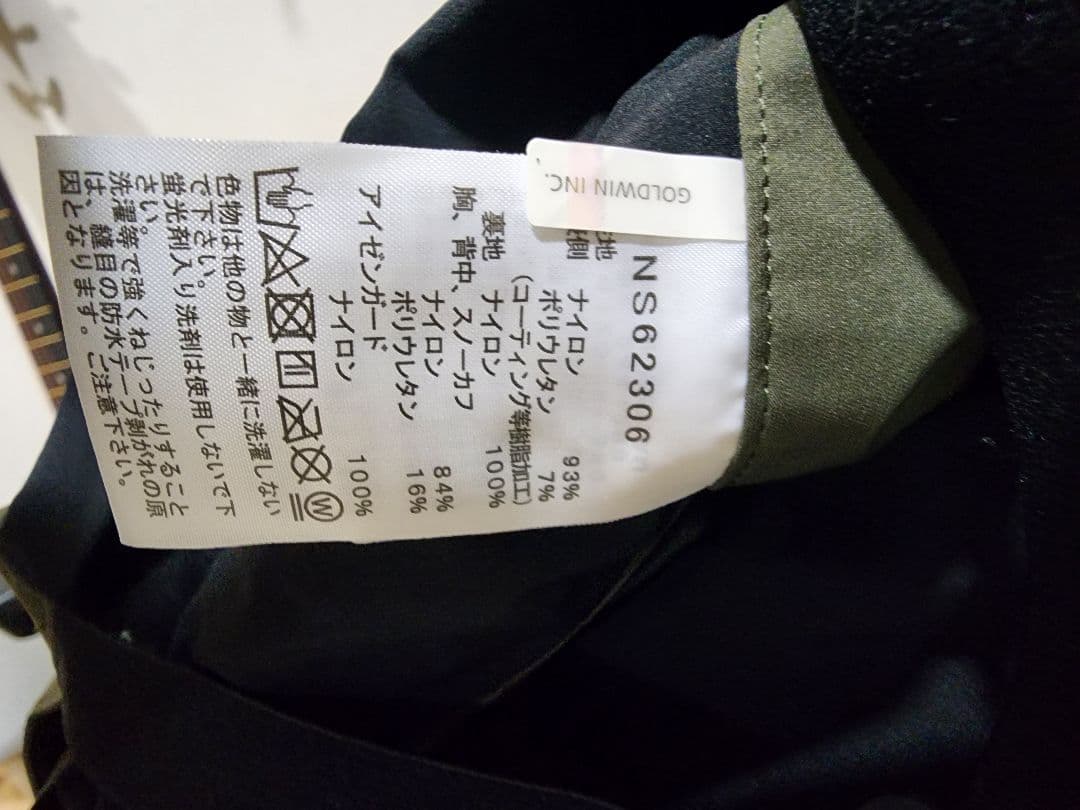 GOLDWIN INC.
NS62306
地
側
ナイロン 93%
ポリウレタン 7%
(コーティング等樹脂加工)
裏地
ナイロン 100%
胸、背中、スノーカフ
ナイロン 84%
ポリウレタン 16%
アイゼンガード
ナイロン 100%
W
色物は他の物と一緒に洗濯しない
で下さい。
蛍光剤入り洗剤は使用しないで下
さい。
洗濯等で強くねじったりすること
は、縫目の防水テープ剥がれの原
因となります。ご注意下さい。